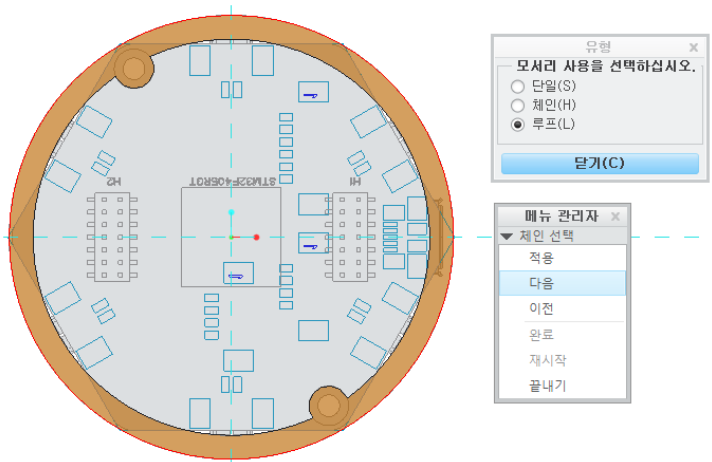 유형
모서리 사용을 선택하십시오.
단일(S)
체인(H)
루프(L)
닫기(C)
H2
STM32F405RGT
H1
메뉴 관리자
체인 선택
적용
다음
이전
완료
재시작
끝내기